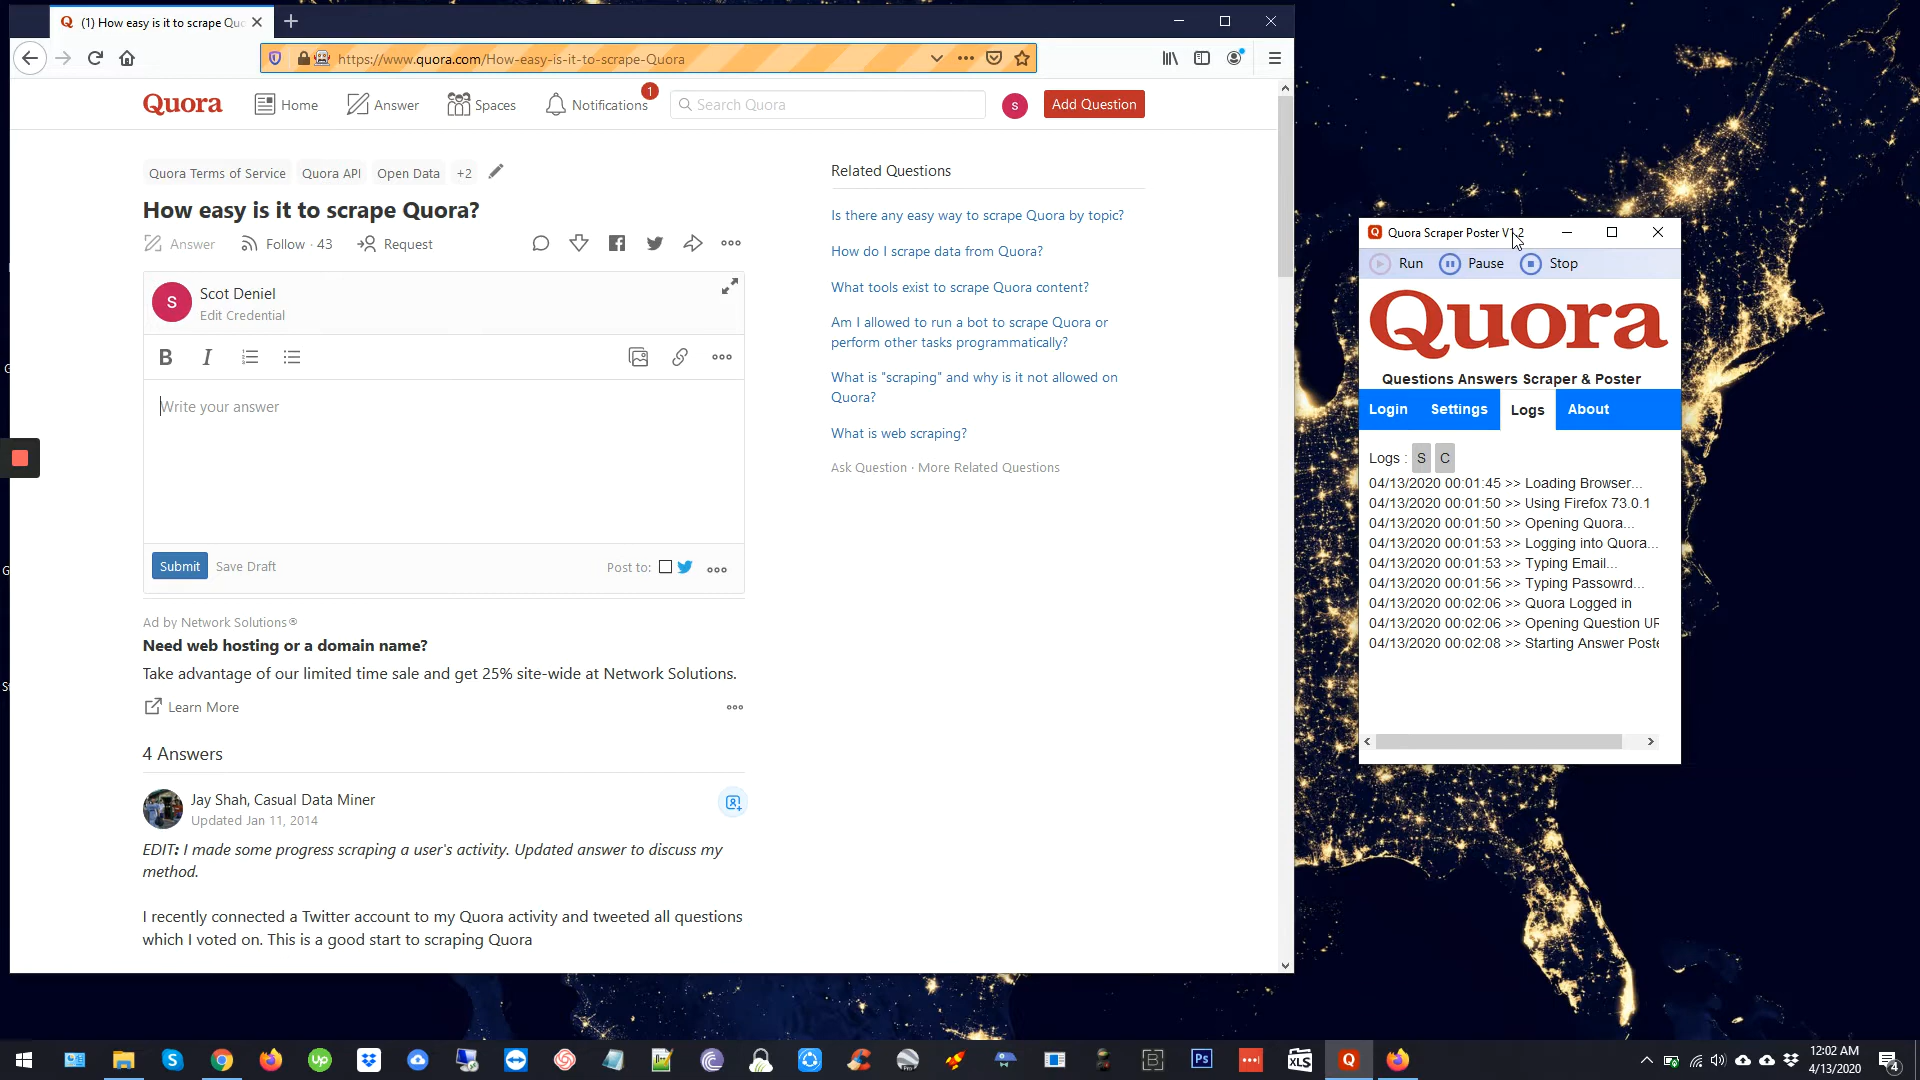 (1) How easy is it to scrape Quo
https://www.quora.com/How-easy-is-it-to-scrape-Quora
Quora
Home
Answer
Spaces
Notifications
1
Search Quora
S
Add Question
Quora Terms of Service
Quora API
Open Data
+2
How easy is it to scrape Quora?
Answer
Follow · 43
Request
S
Scot Deniel
Edit Credential
B I
Write your answer
Submit
Save Draft
Post to:
Ad by Network Solutions®
Need web hosting or a domain name?
Take advantage of our limited time sale and get 25% site-wide at Network Solutions.
Learn More
4 Answers
Jay Shah, Casual Data Miner
Updated Jan 11, 2014
EDIT: I made some progress scraping a user's activity. Updated answer to discuss my
method.
I recently connected a Twitter account to my Quora activity and tweeted all questions
which I voted on. This is a good start to scraping Quora
Related Questions
Is there any easy way to scrape Quora by topic?
How do I scrape data from Quora?
What tools exist to scrape Quora content?
Am I allowed to run a bot to scrape Quora or
perform other tasks programmatically?
What is "scraping" and why is it not allowed on
Quora?
What is web scraping?
Ask Question · More Related Questions
Quora Scraper Poster V1.2
Run
Pause
Stop
Quora
Questions Answers Scraper & Poster
Login
Settings
Logs
About
Logs : S C
04/13/2020 00:01:45 >> Loading Browser...
04/13/2020 00:01:50 >> Using Firefox 73.0.1
04/13/2020 00:01:50 >> Opening Quora...
04/13/2020 00:01:53 >> Logging into Quora...
04/13/2020 00:01:53 >> Typing Email...
04/13/2020 00:01:56 >> Typing Passowrd...
04/13/2020 00:02:06 >> Quora Logged in
04/13/2020 00:02:06 >> Opening Question UR
04/13/2020 00:02:08 >> Starting Answer Poste
12:02 AM
4/13/2020
4